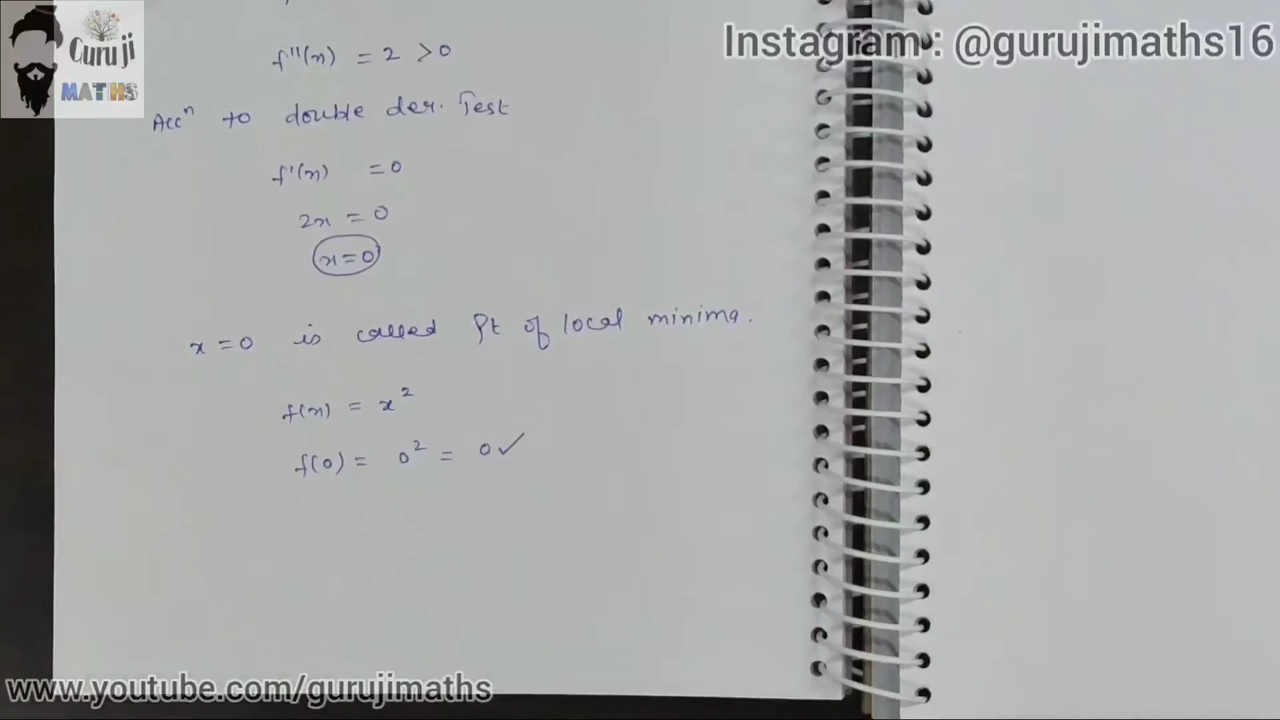 Guru ji
MATHS
Instagram : @gurujimaths16
f''(x) = 2 > 0
Accⁿ to double der. Test
f'(x) = 0
2x = 0
x = 0
x = 0 is called Pt of local minima.
f(x) = x²
f(0) = 0² = 0 ✓
www.youtube.com/gurujimaths